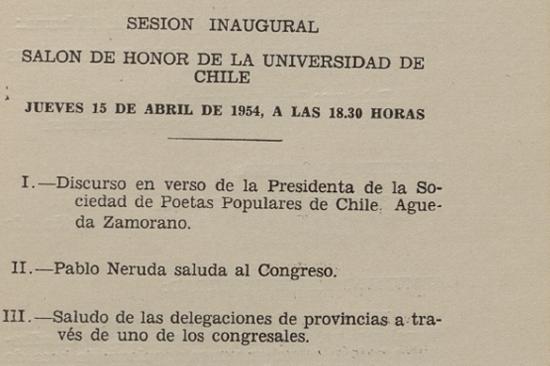 SESION INAUGURAL
SALON DE HONOR DE LA UNIVERSIDAD DE
CHILE
JUEVES 15 DE ABRIL DE 1954, A LAS 18.30 HORAS
I.—Discurso en verso de la Presidenta de la So-
ciedad de Poetas Populares de Chile. Ague-
da Zamorano.
II.—Pablo Neruda saluda al Congreso.
III.—Saludo de las delegaciones de provincias a tra-
vés de uno de los congresales.